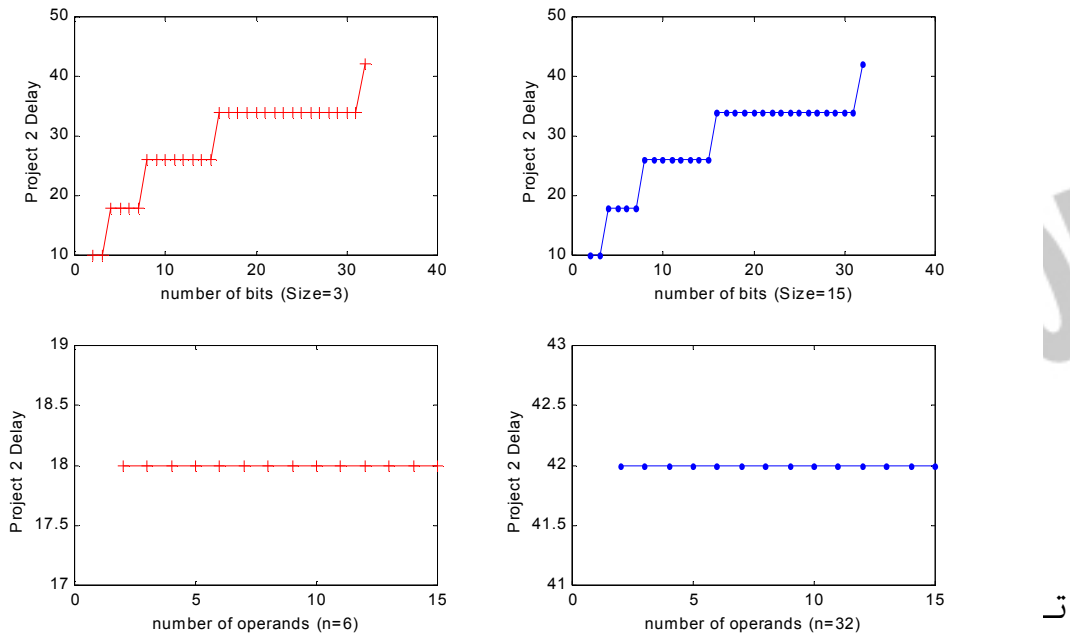 50
40
30
20
10
Project 2 Delay
0 10 20 30 40
number of bits (Size=3)
50
40
30
20
10
Project 2 Delay
0 10 20 30 40
number of bits (Size=15)
19
18.5
18
17.5
17
Project 2 Delay
0 5 10 15
number of operands (n=6)
43
42.5
42
41.5
41
Project 2 Delay
0 5 10 15
number of operands (n=32)